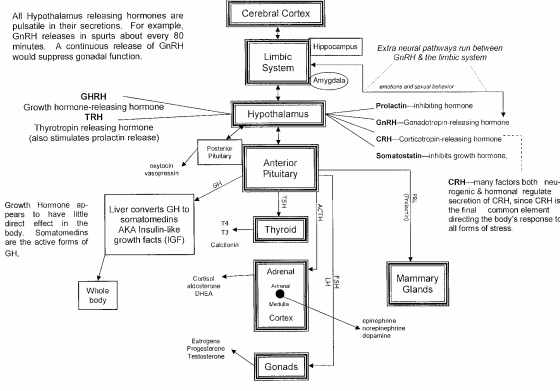 All Hypothalamus releasing hormones are
pulsatile in their secretions. For example,
GnRH releases in spurts about every 80
minutes. A continuous release of GnRH
would suppress gonadal function.
Cerebral Cortex
Limbic
System
Hippocampus
Amygdala
Extra neural pathways run between
GnRH & the limbic system
emotions and sexual behavior
GHRH
Growth hormone-releasing hormone
TRH
Thyrotropin releasing hormone
(also stimulates prolactin release)
Hypothalamus
Prolactin—inhibiting hormone
GnRH—Gonadotropin-releasing hormone
CRH—Corticotropin-releasing hormone
Somatostatin—inhibits growth hormone,
Posterior
Pituitary
oxytocin
vasopressin
Anterior
Pituitary
GH
TSH
ACTH
FSH
LH
PRL
(Prolactin)
CRH—many factors both neu-
rogenic & hormonal regulate
secretion of CRH, since CRH is
the final common element
directing the body's response to
all forms of stress.
Growth Hormone ap-
pears to have little
direct effect in the
body. Somatomedins
are the active forms of
GH,
Liver converts GH to
somatomedins
AKA Insulin-like
growth facts (IGF)
Whole
body
T4
T3
Calcitonin
Thyroid
Cortisol
aldosterone
DHEA
Adrenal
Adrenal
Medulla
Cortex
Mammary
Glands
epinephrine
norepinephrine
dopamine
Estrogens
Progesterone
Testosterone
Gonads